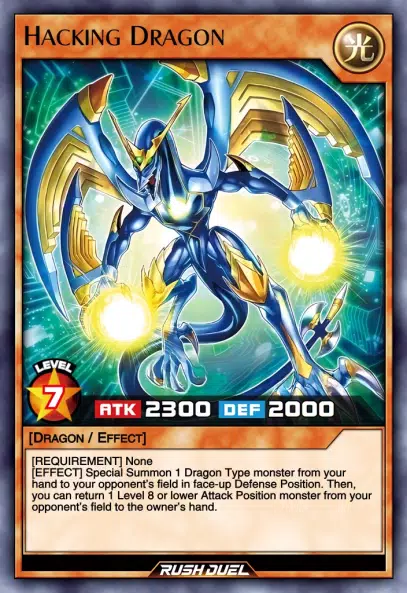 HACKING DRAGON
光
LEVEL
7
ATK 2300 DEF 2000
[DRAGON / EFFECT]
[REQUIREMENT] None
[EFFECT] Special Summon 1 Dragon Type monster from your
hand to your opponent's field in face-up Defense Position. Then,
you can return 1 Level 8 or lower Attack Position monster from your
opponent's field to the owner's hand.
RUSH DUEL